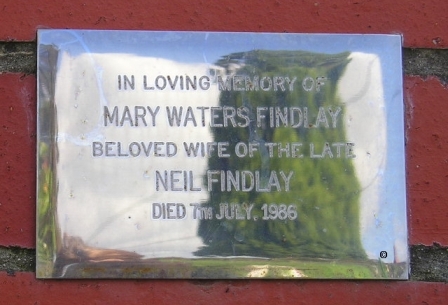 IN LOVING MEMORY OF
MARY WATERS FINDLAY
BELOVED WIFE OF THE LATE
NEIL FINDLAY
DIED 7TH JULY, 1986
®